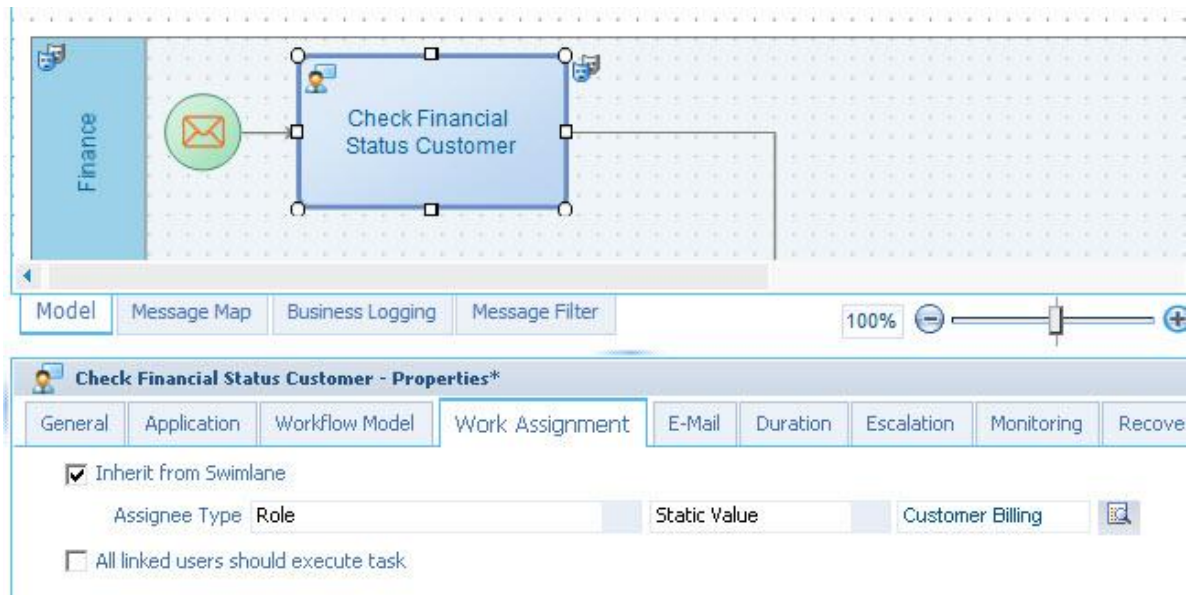 Finance
Check Financial
Status Customer
Model Message Map Business Logging Message Filter
100%
Check Financial Status Customer - Properties*
General Application Workflow Model Work Assignment E-Mail Duration Escalation Monitoring Recove
Inherit from Swimlane
Assignee Type Role Static Value Customer Billing
All linked users should execute task